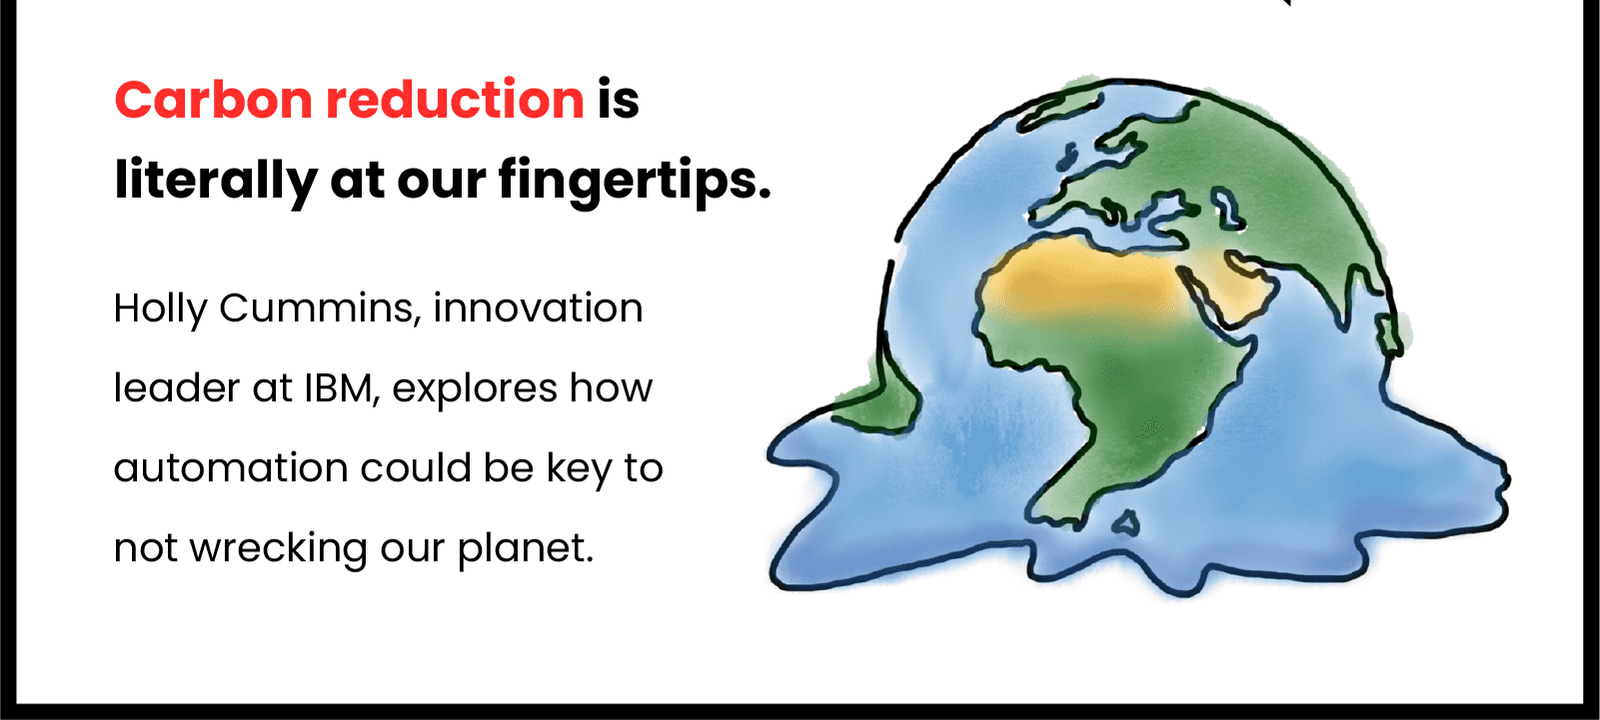 Carbon reduction is
literally at our fingertips.
Holly Cummins, innovation
leader at IBM, explores how
automation could be key to
not wrecking our planet.